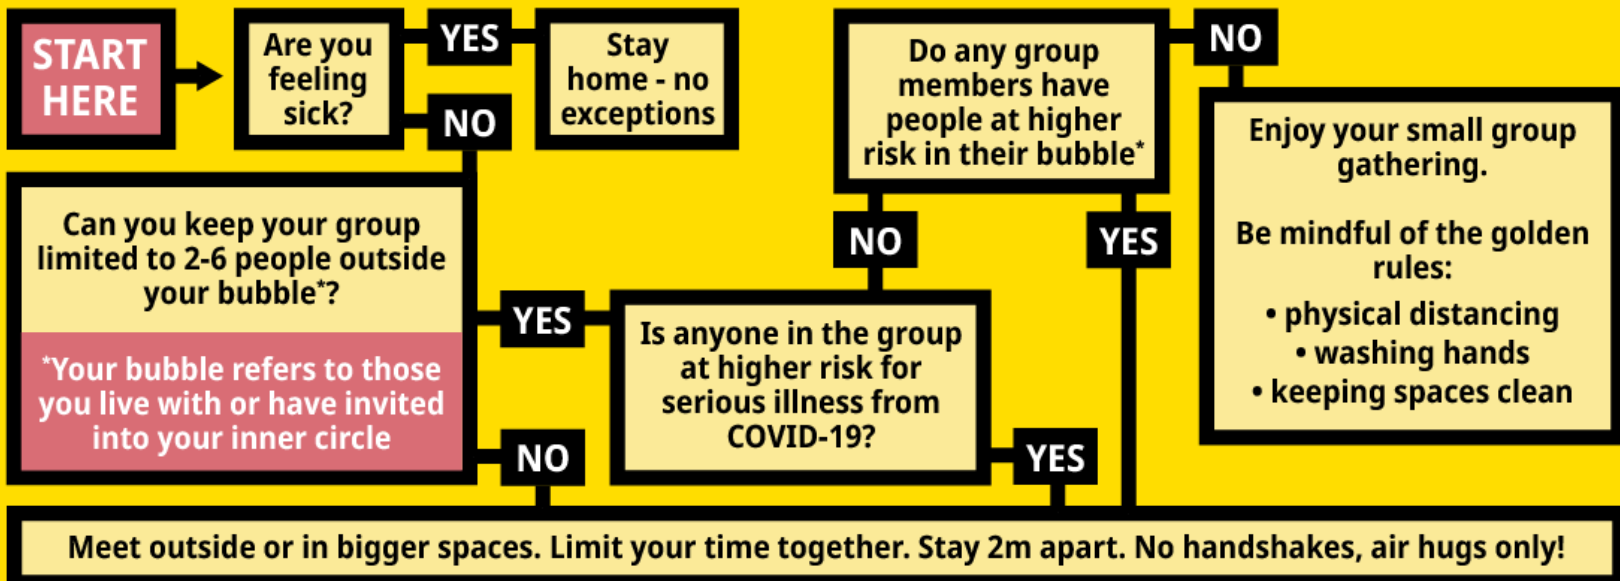 START
HERE
Are you
feeling
sick?
YES
Stay
home - no
exceptions
NO
Can you keep your group
limited to 2-6 people outside
your bubble*?
*Your bubble refers to those
you live with or have invited
into your inner circle
YES
NO
Is anyone in the group
at higher risk for
serious illness from
COVID-19?
NO
YES
Do any group
members have
people at higher
risk in their bubble*
NO
YES
Enjoy your small group
gathering.
Be mindful of the golden
rules:
• physical distancing
• washing hands
• keeping spaces clean
Meet outside or in bigger spaces. Limit your time together. Stay 2m apart. No handshakes, air hugs only!